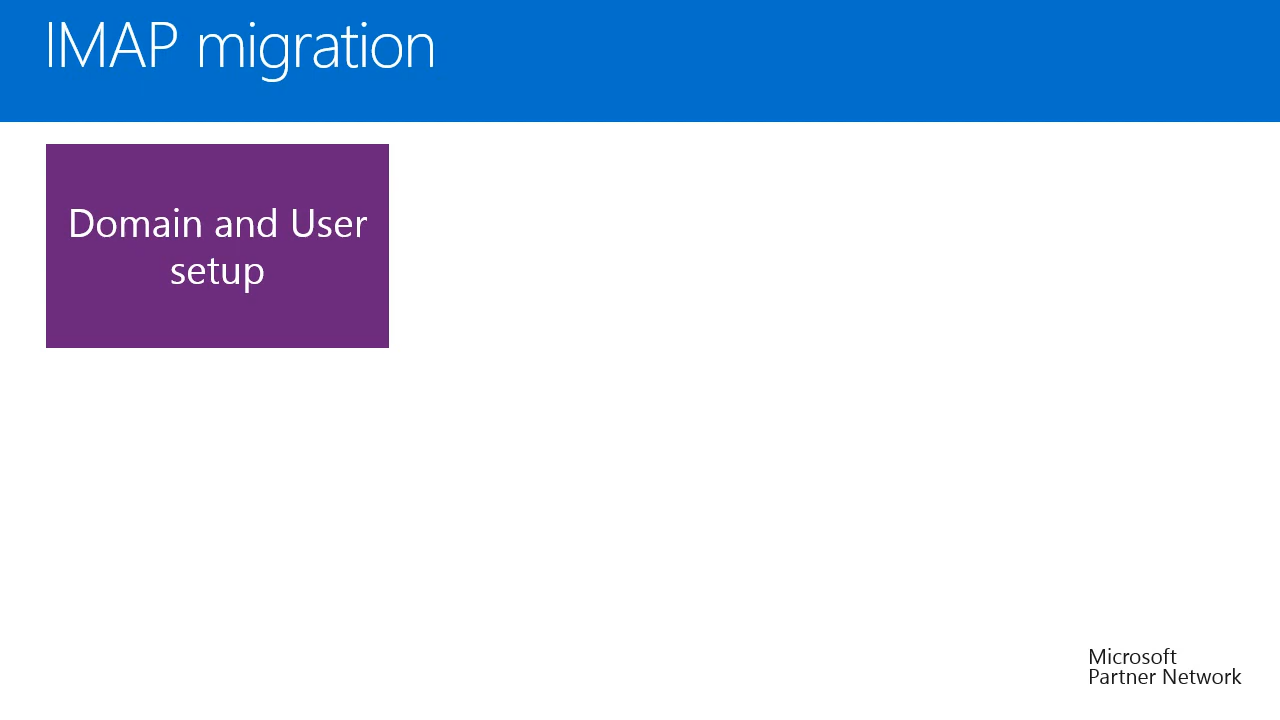 IMAP migration
Domain and User
setup
Microsoft
Partner Network